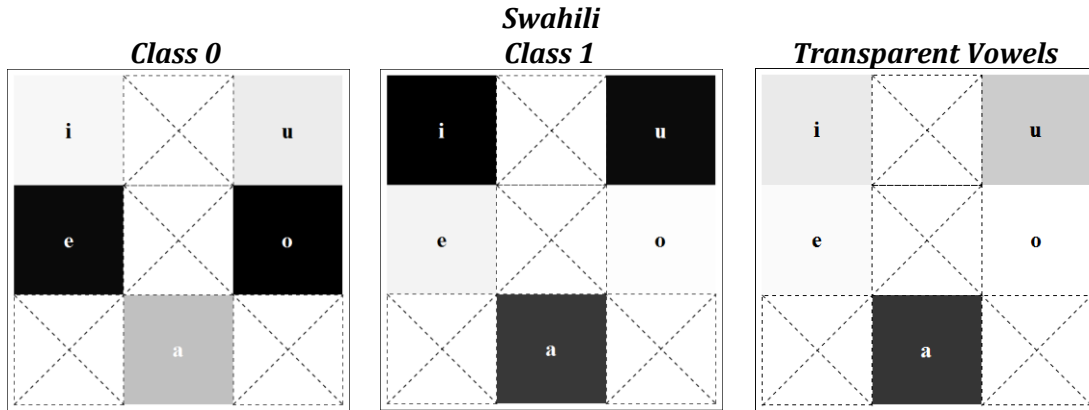 Swahili
Class 0 Class 1 Transparent Vowels
i u i u i u
e o e o e o
a a a